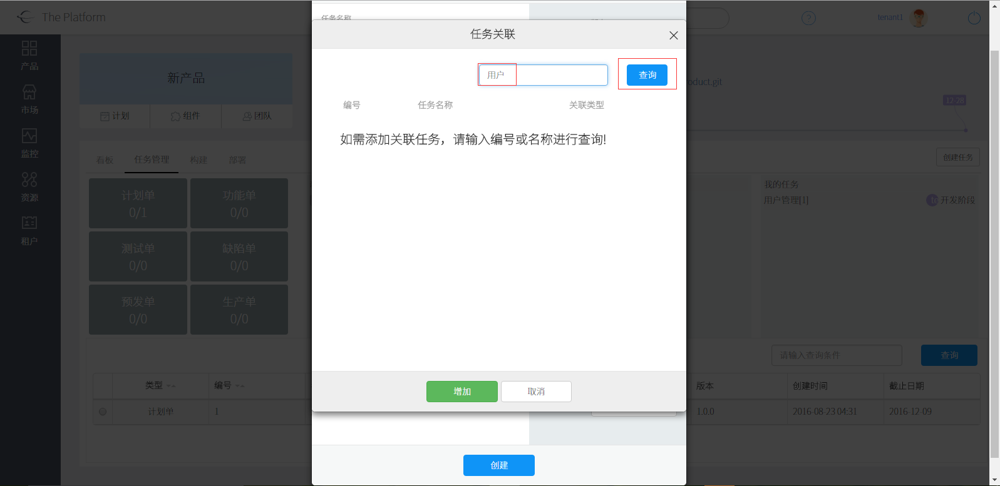 The Platform
tenant1
任务名称
任务关联
产品
市场
监控
资源
租户
新产品
计划
组件
团队
用户
查询
oduct.git
12-28
编号
任务名称
关联类型
如需添加关联任务，请输入编号或名称进行查询!
看板
任务管理
构建
部署
创建任务
计划单
0/1
功能单
0/0
测试单
0/0
缺陷单
0/0
预发单
0/0
生产单
0/0
我的任务
用户管理[1]
开发阶段
请输入查询条件
查询
类型
编号
版本
创建时间
截止日期
计划单
1
1.0.0
2016-08-23 04:31
2016-12-09
增加
取消
创建